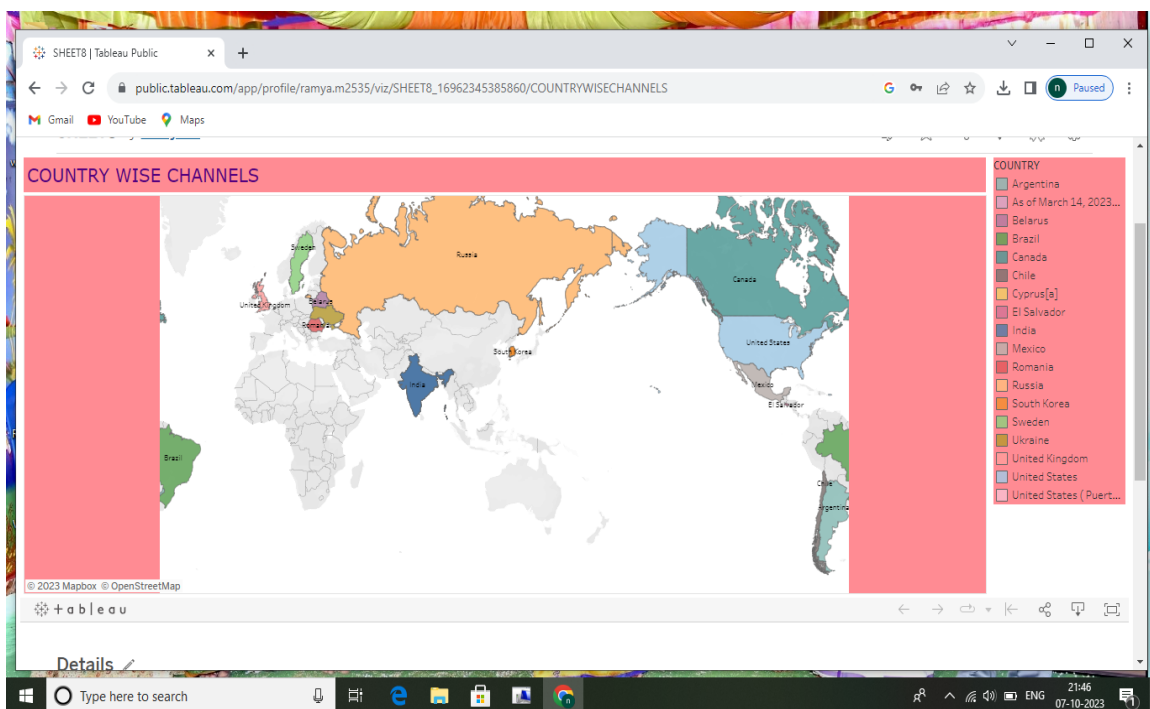 SHEET8 | Tableau Public
public.tableau.com/app/profile/ramya.m2535/viz/SHEET8_16962345385860/COUNTRYWISECHANNELS
n Paused
Gmail YouTube Maps
COUNTRY WISE CHANNELS
COUNTRY
Argentina
As of March 14, 2023...
Belarus
Brazil
Canada
Chile
Cyprus[a]
El Salvador
India
Mexico
Romania
Russia
South Korea
Sweden
Ukraine
United Kingdom
United States
United States ( Puert...
Sweden
Russia
Canada
United Kingdom
Belarus
Romania
South Korea
United States
India
Mexico
El Salvador
Brazil
Chile
Argentina
© 2023 Mapbox © OpenStreetMap
+ a b l e a u
Details
Type here to search
ENG
21:46
07-10-2023
1